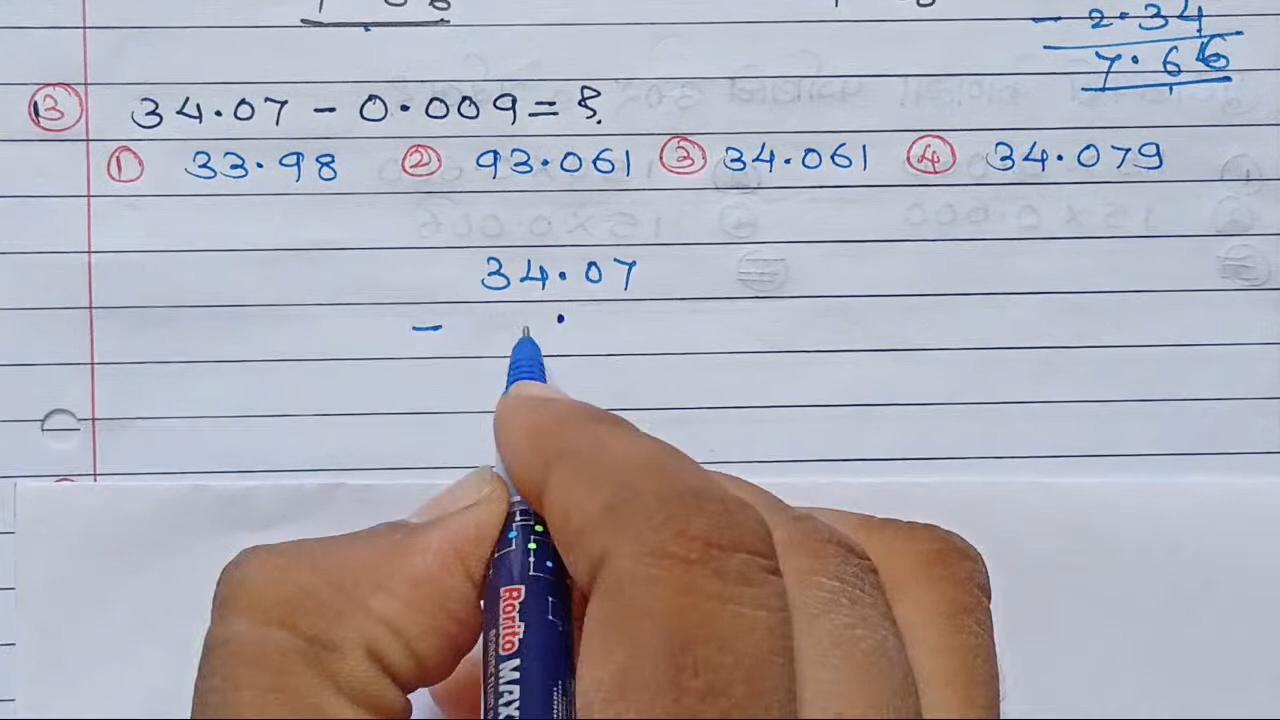 - 2.34
7.66
13 34.07 - 0.009 = ?
1 33.98 2 93.061 3 34.061 4 34.079
34.07
- .
Rorito MAX